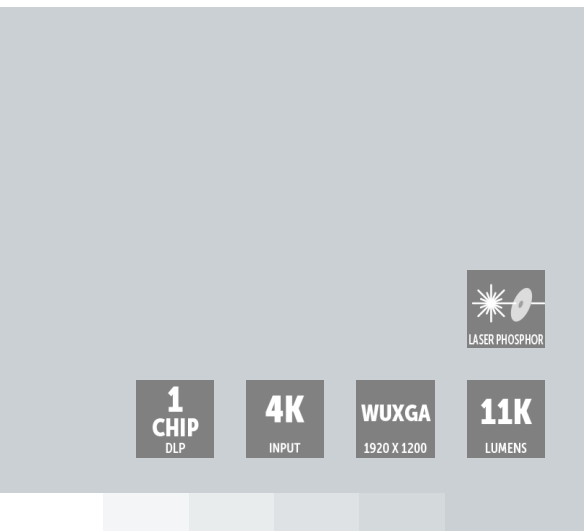 LASER PHOSPHOR
1
CHIP
DLP
4K
INPUT
WUXGA
1920 X 1200
11K
LUMENS